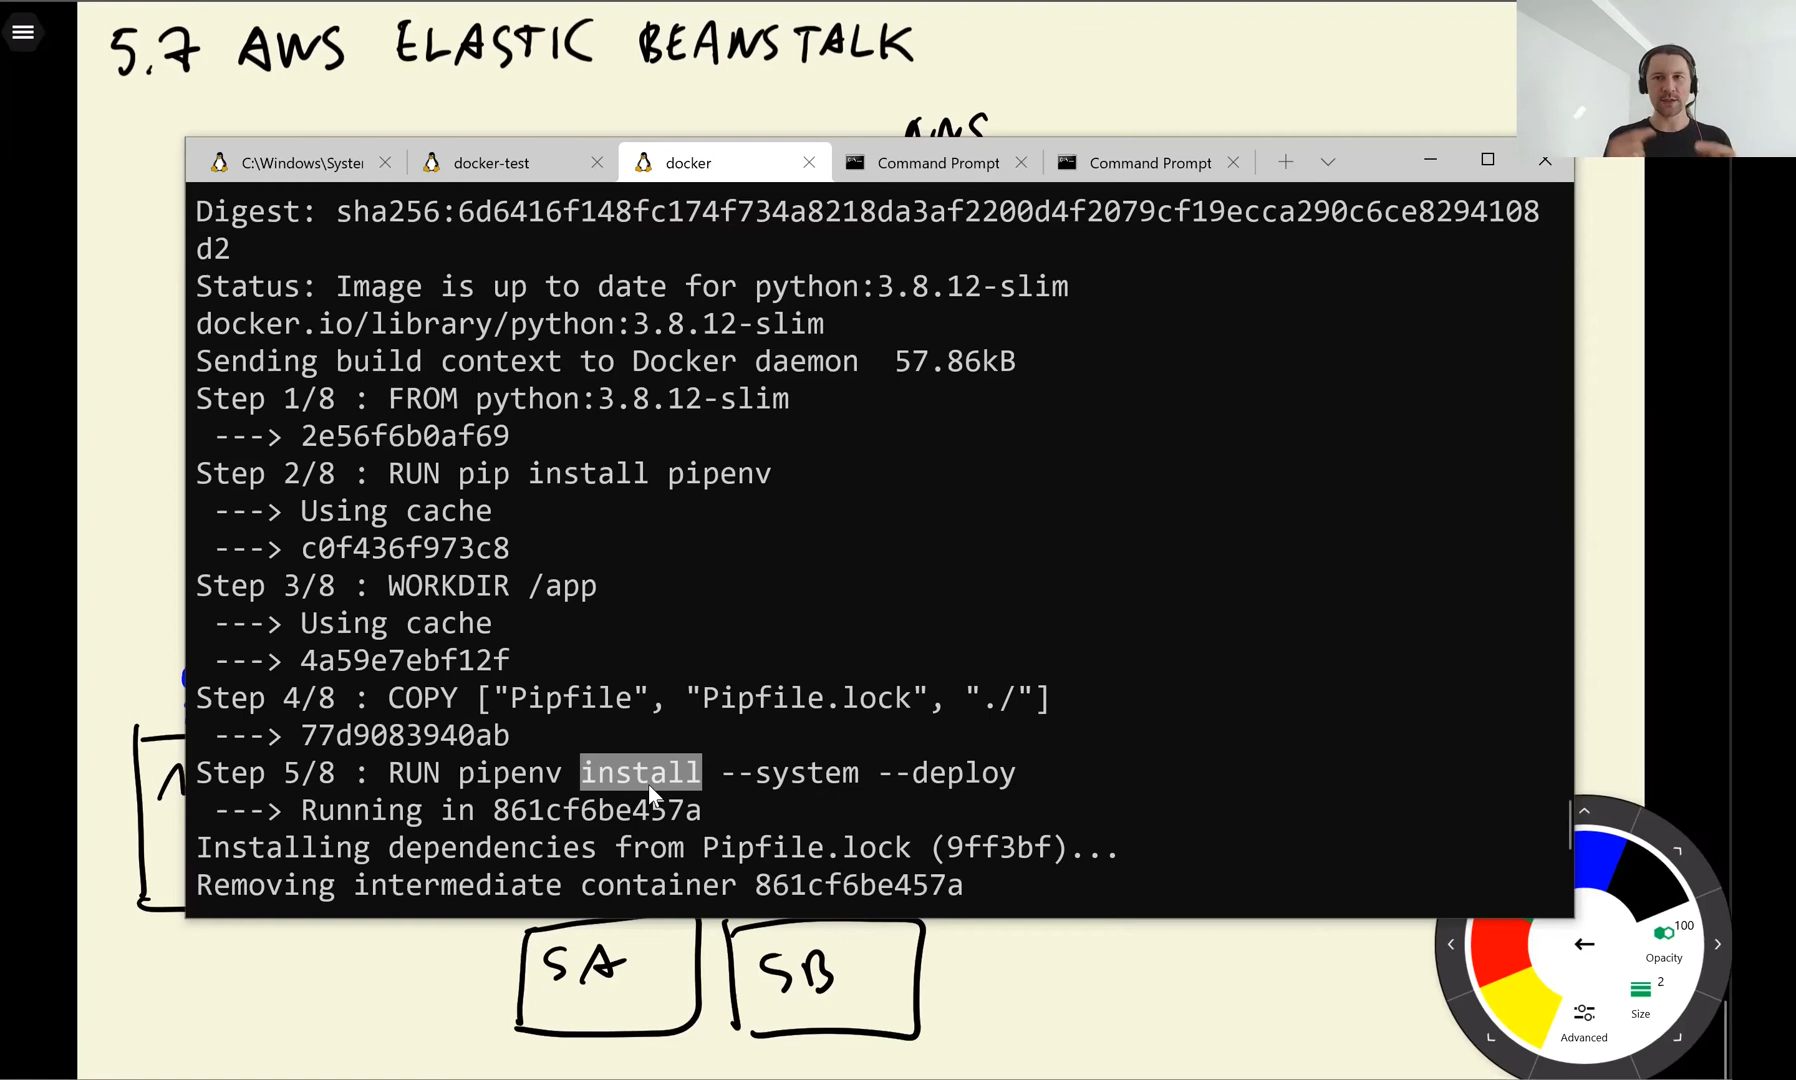 5.7 AWS ELASTIC BEANSTALK
aws
C:\Windows\System
docker-test
docker
Command Prompt
Command Prompt
Digest: sha256:6d6416f148fc174f734a8218da3af2200d4f2079cf19ecca290c6ce8294108
d2
Status: Image is up to date for python:3.8.12-slim
docker.io/library/python:3.8.12-slim
Sending build context to Docker daemon  57.86kB
Step 1/8 : FROM python:3.8.12-slim
 ---> 2e56f6b0af69
Step 2/8 : RUN pip install pipenv
 ---> Using cache
 ---> c0f436f973c8
Step 3/8 : WORKDIR /app
 ---> Using cache
 ---> 4a59e7ebf12f
Step 4/8 : COPY ["Pipfile", "Pipfile.lock", "./"]
 ---> 77d9083940ab
Step 5/8 : RUN pipenv install --system --deploy
 ---> Running in 861cf6be457a
Installing dependencies from Pipfile.lock (9ff3bf)...
Removing intermediate container 861cf6be457a
SA
SB
100
Opacity
2
Size
Advanced